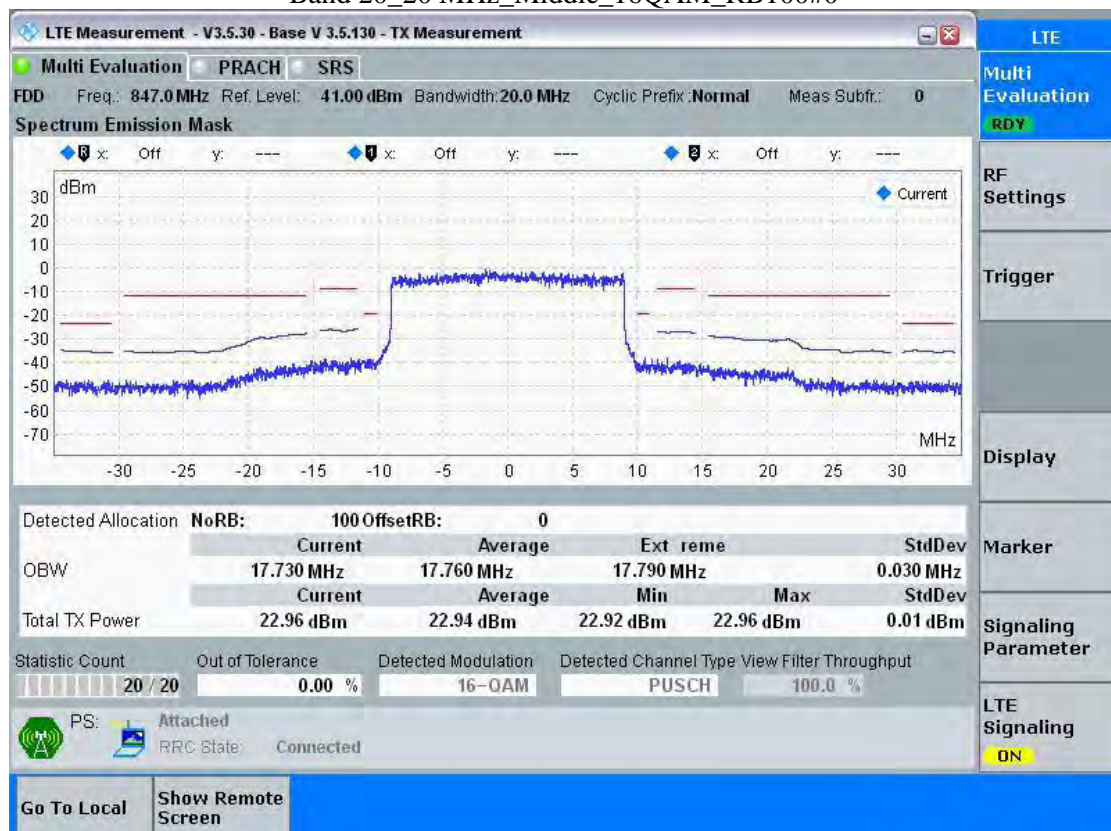 LTE Measurement - V3.5.30 - Base V 3.5.130 - TX Measurement
LTE
Multi Evaluation PRACH SRS
FDD Freq.: 847.0 MHz Ref. Level: 41.00 dBm Bandwidth: 20.0 MHz Cyclic Prefix : Normal Meas Subfr.: 0
Spectrum Emission Mask
R x: Off y: --- 1 x: Off y: --- 2 x: Off y: ---
dBm
Current
30
20
10
0
-10
-20
-30
-40
-50
-60
-70
MHz
-30 -25 -20 -15 -10 -5 0 5 10 15 20 25 30
Detected Allocation NoRB: 100 OffsetRB: 0
Current Average Ext reme StdDev
OBW 17.730 MHz 17.760 MHz 17.790 MHz 0.030 MHz
Current Average Min Max StdDev
Total TX Power 22.96 dBm 22.94 dBm 22.92 dBm 22.96 dBm 0.01 dBm
Statistic Count Out of Tolerance Detected Modulation Detected Channel Type View Filter Throughput
20 / 20 0.00 % 16-QAM PUSCH 100.0 %
PS: Attached
RRC State: Connected
Multi
Evaluation
RDY
RF
Settings
Trigger
Display
Marker
Signaling
Parameter
LTE
Signaling
ON
Go To Local
Show Remote
Screen